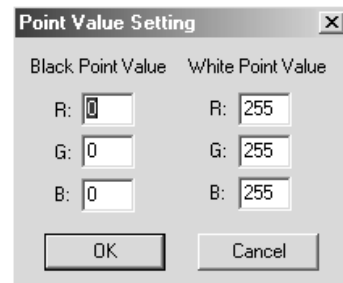 Point Value Setting
Black Point Value White Point Value
R: 0 R: 255
G: 0 G: 255
B: 0 B: 255
OK Cancel